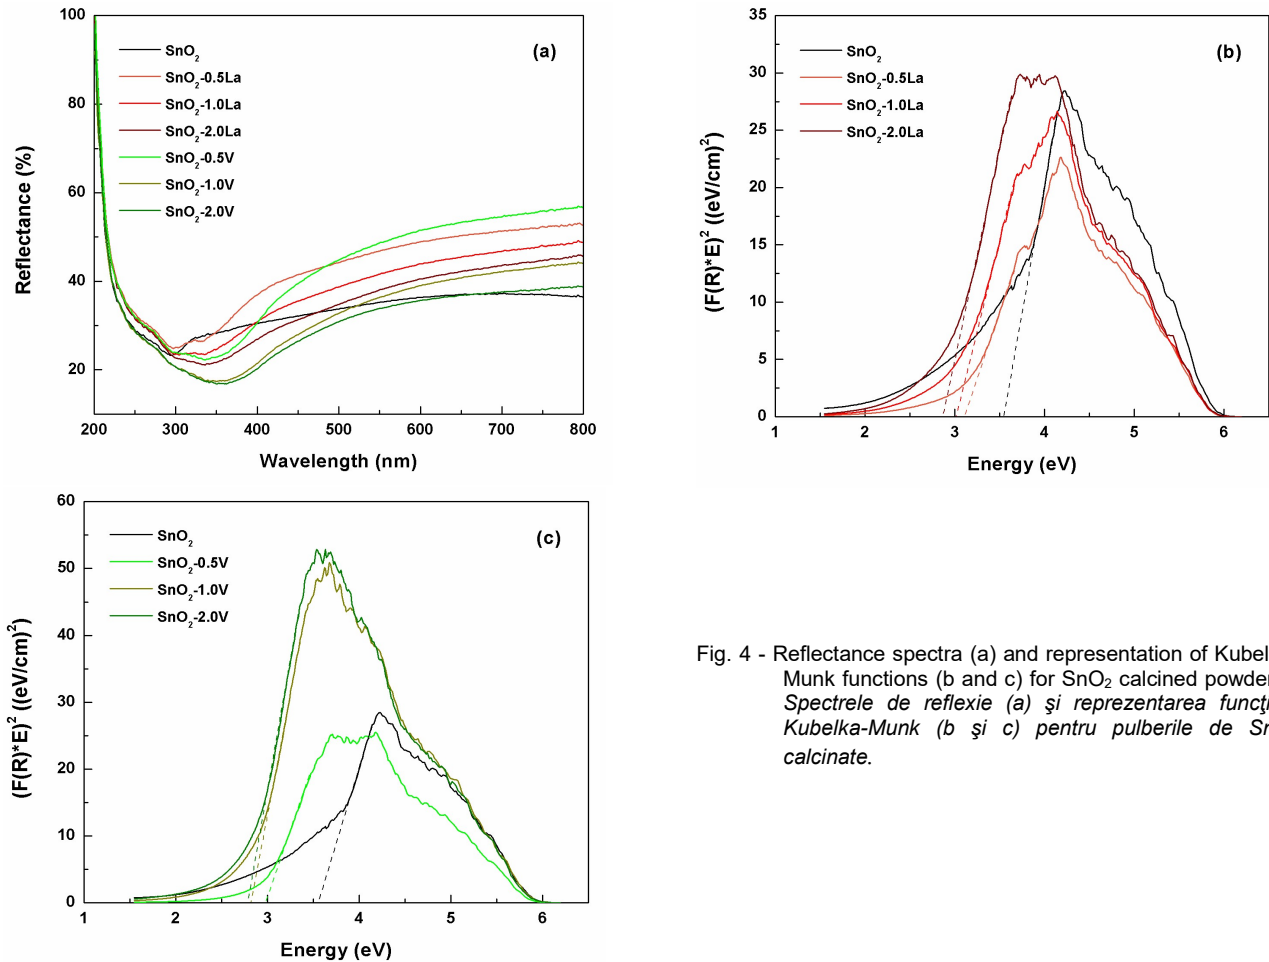 100
80
60
40
20
200 300 400 500 600 700 800
Reflectance (%)
Wavelength (nm)
(a)
SnO2
SnO2-0.5La
SnO2-1.0La
SnO2-2.0La
SnO2-0.5V
SnO2-1.0V
SnO2-2.0V
35
30
25
20
15
10
5
0
1 2 3 4 5 6
(F(R)*E)2 ((eV/cm)2)
Energy (eV)
(b)
SnO2
SnO2-0.5La
SnO2-1.0La
SnO2-2.0La
60
50
40
30
20
10
0
1 2 3 4 5 6
(F(R)*E)2 ((eV/cm)2)
Energy (eV)
(c)
SnO2
SnO2-0.5V
SnO2-1.0V
SnO2-2.0V
Fig. 4 - Reflectance spectra (a) and representation of Kubel
Munk functions (b and c) for SnO2 calcined powder
Spectrele de reflexie (a) şi reprezentarea funcţi
Kubelka-Munk (b şi c) pentru pulberile de Sn
calcinate.